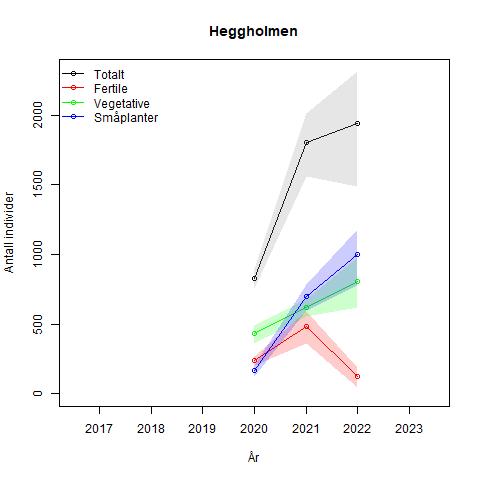 Heggholmen
Totalt
Fertile
Vegetative
Småplanter
Antall individer
2000
1500
1000
500
0
2017 2018 2019 2020 2021 2022 2023
År